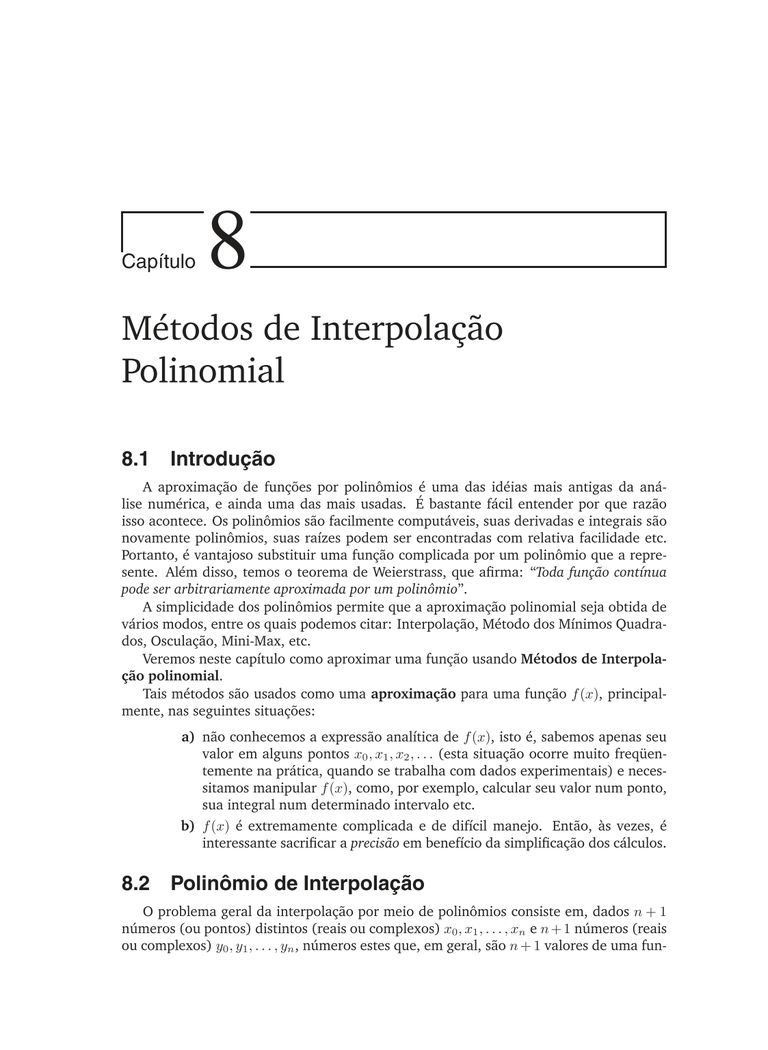 Capítulo 8
Métodos de Interpolação
Polinomial
8.1 Introdução
A aproximação de funções por polinômios é uma das idéias mais antigas da aná-
lise numérica, e ainda uma das mais usadas. É bastante fácil entender por que razão
isso acontece. Os polinômios são facilmente computáveis, suas derivadas e integrais são
novamente polinômios, suas raízes podem ser encontradas com relativa facilidade etc.
Portanto, é vantajoso substituir uma função complicada por um polinômio que a repre-
sente. Além disso, temos o teorema de Weierstrass, que afirma: “Toda função contínua
pode ser arbitrariamente aproximada por um polinômio”.
A simplicidade dos polinômios permite que a aproximação polinomial seja obtida de
vários modos, entre os quais podemos citar: Interpolação, Método dos Mínimos Quadra-
dos, Osculação, Mini-Max, etc.
Veremos neste capítulo como aproximar uma função usando Métodos de Interpola-
ção polinomial.
Tais métodos são usados como uma aproximação para uma função f(x), principal-
mente, nas seguintes situações:
a) não conhecemos a expressão analítica de f(x), isto é, sabemos apenas seu
valor em alguns pontos x₀, x₁, x₂, . . . (esta situação ocorre muito freqüen-
temente na prática, quando se trabalha com dados experimentais) e neces-
sitamos manipular f(x), como, por exemplo, calcular seu valor num ponto,
sua integral num determinado intervalo etc.
b) f(x) é extremamente complicada e de difícil manejo. Então, às vezes, é
interessante sacrificar a precisão em benefício da simplificação dos cálculos.
8.2 Polinômio de Interpolação
O problema geral da interpolação por meio de polinômios consiste em, dados n + 1
números (ou pontos) distintos (reais ou complexos) x₀, x₁, . . . , xₙ e n + 1 números (reais
ou complexos) y₀, y₁, . . . , yₙ, números estes que, em geral, são n + 1 valores de uma fun-